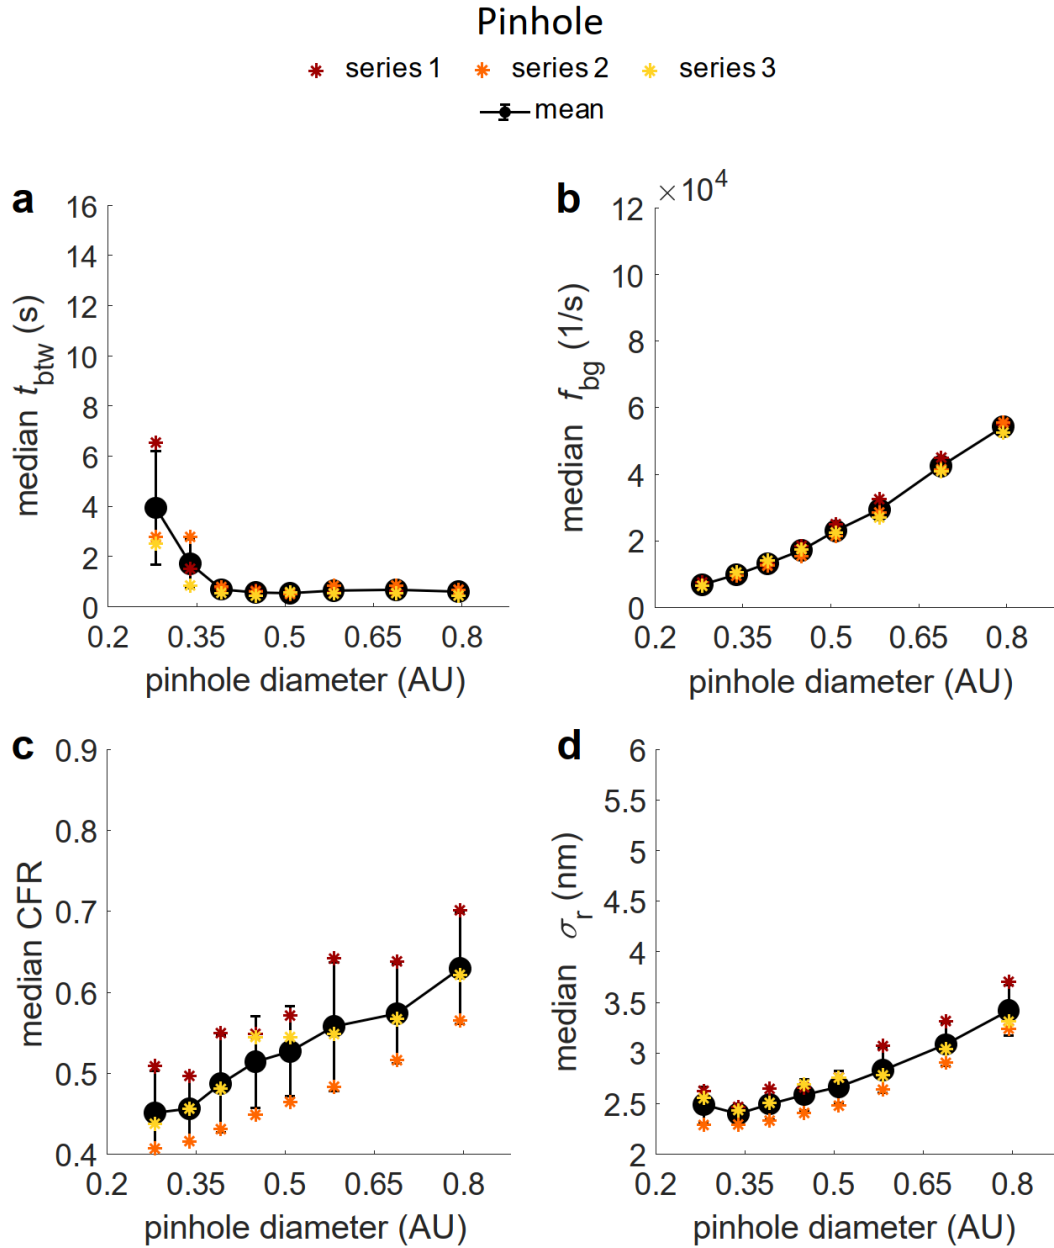 Pinhole
series 1 series 2 series 3
mean
a
16
14
12
10
8
6
4
2
0
median t_btw (s)
0.2 0.35 0.5 0.65 0.8
pinhole diameter (AU)
b
×10^4
12
10
8
6
4
2
0
median f_bg (1/s)
0.2 0.35 0.5 0.65 0.8
pinhole diameter (AU)
c
0.9
0.8
0.7
0.6
0.5
0.4
median CFR
0.2 0.35 0.5 0.65 0.8
pinhole diameter (AU)
d
6
5.5
5
4.5
4
3.5
3
2.5
2
median σ_r (nm)
0.2 0.35 0.5 0.65 0.8
pinhole diameter (AU)